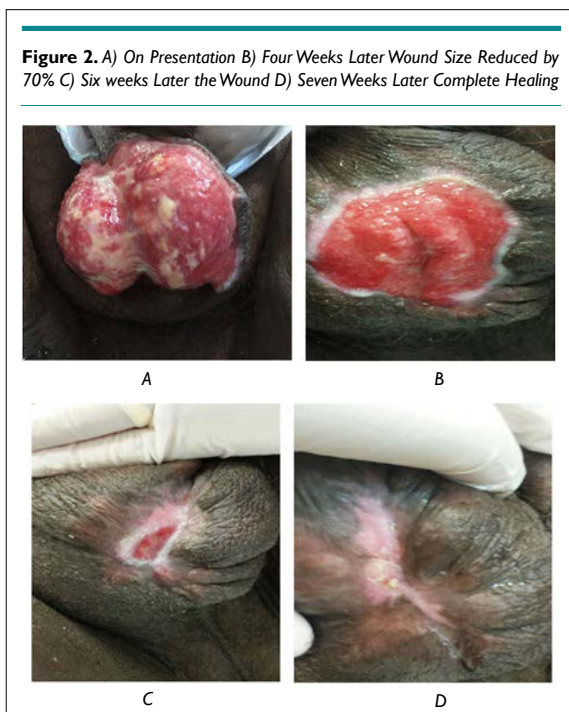 Figure 2. A) On Presentation B) Four Weeks Later Wound Size Reduced by
70% C) Six weeks Later the Wound D) Seven Weeks Later Complete Healing
A
B
C
D